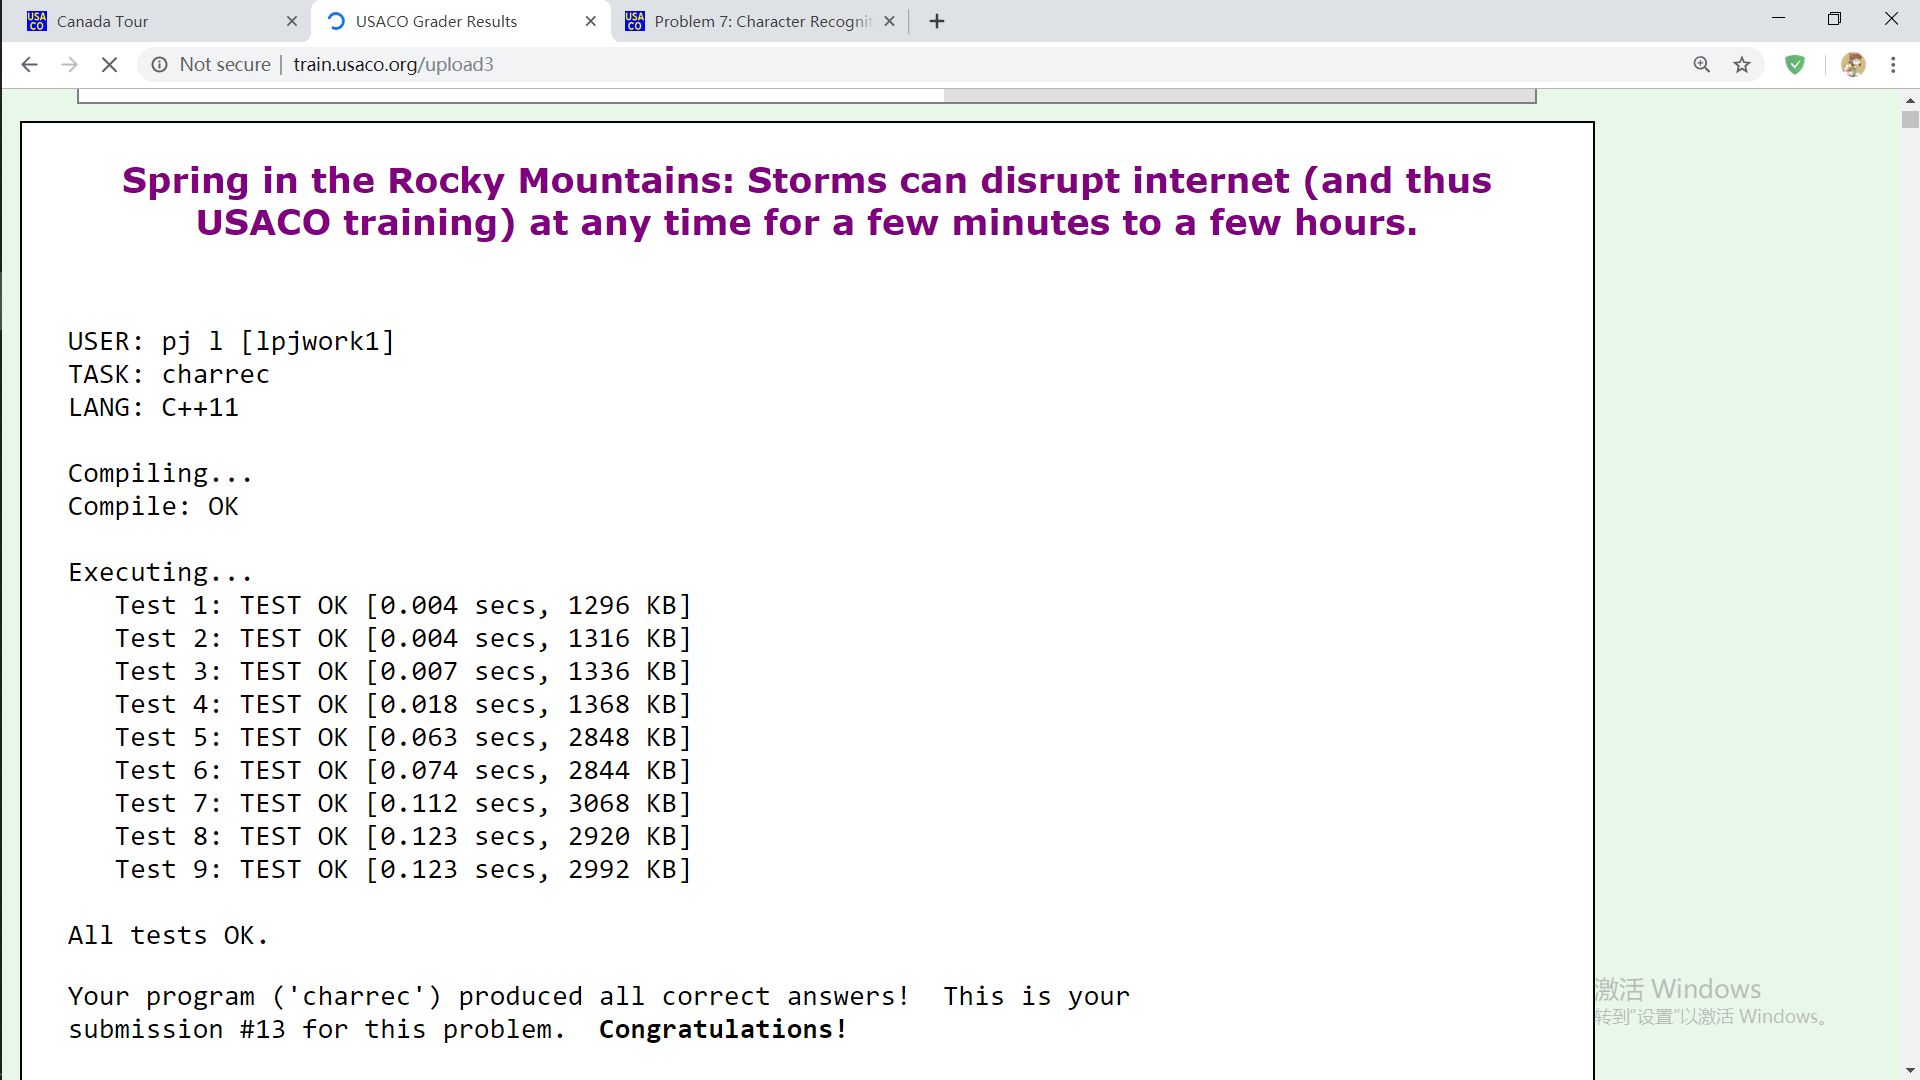 USA CO Canada Tour
USACO Grader Results
USA CO Problem 7: Character Recognit
Not secure | train.usaco.org/upload3
Spring in the Rocky Mountains: Storms can disrupt internet (and thus
USACO training) at any time for a few minutes to a few hours.
USER: pj l [lpjwork1]
TASK: charrec
LANG: C++11
Compiling...
Compile: OK
Executing...
Test 1: TEST OK [0.004 secs, 1296 KB]
Test 2: TEST OK [0.004 secs, 1316 KB]
Test 3: TEST OK [0.007 secs, 1336 KB]
Test 4: TEST OK [0.018 secs, 1368 KB]
Test 5: TEST OK [0.063 secs, 2848 KB]
Test 6: TEST OK [0.074 secs, 2844 KB]
Test 7: TEST OK [0.112 secs, 3068 KB]
Test 8: TEST OK [0.123 secs, 2920 KB]
Test 9: TEST OK [0.123 secs, 2992 KB]
All tests OK.
Your program ('charrec') produced all correct answers!  This is your
submission #13 for this problem.  Congratulations!
激活 Windows
转到“设置”以激活 Windows。